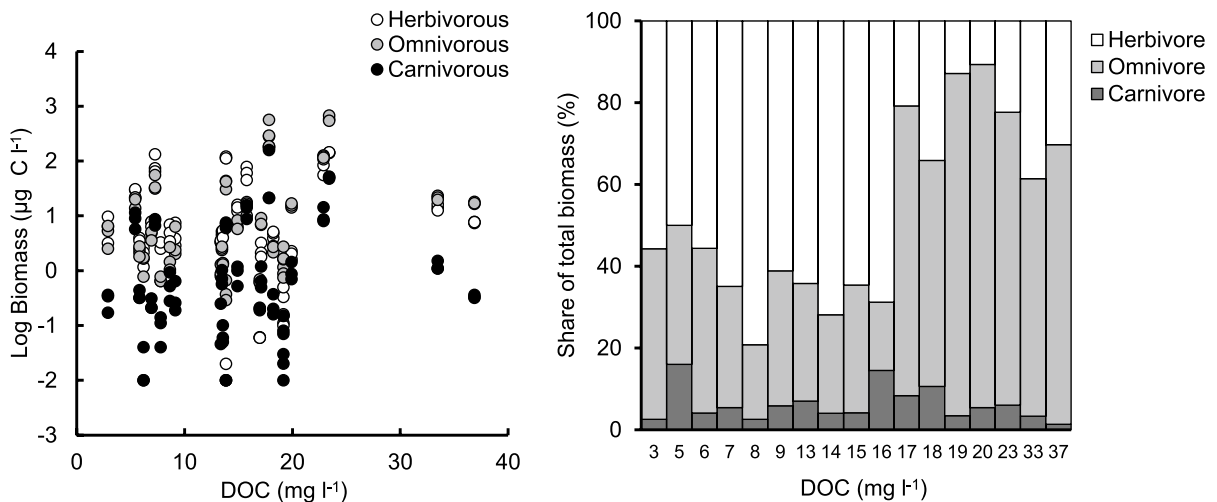 Herbivorous
Omnivorous
Carnivorous
4
3
2
1
0
-1
-2
-3
Log Biomass (µg C l-1)
0 10 20 30 40
DOC (mg l-1)
100
80
60
40
20
0
Share of total biomass (%)
Herbivore
Omnivore
Carnivore
3 5 6 7 8 9 13 14 15 16 17 18 19 20 23 33 37
DOC (mg l-1)